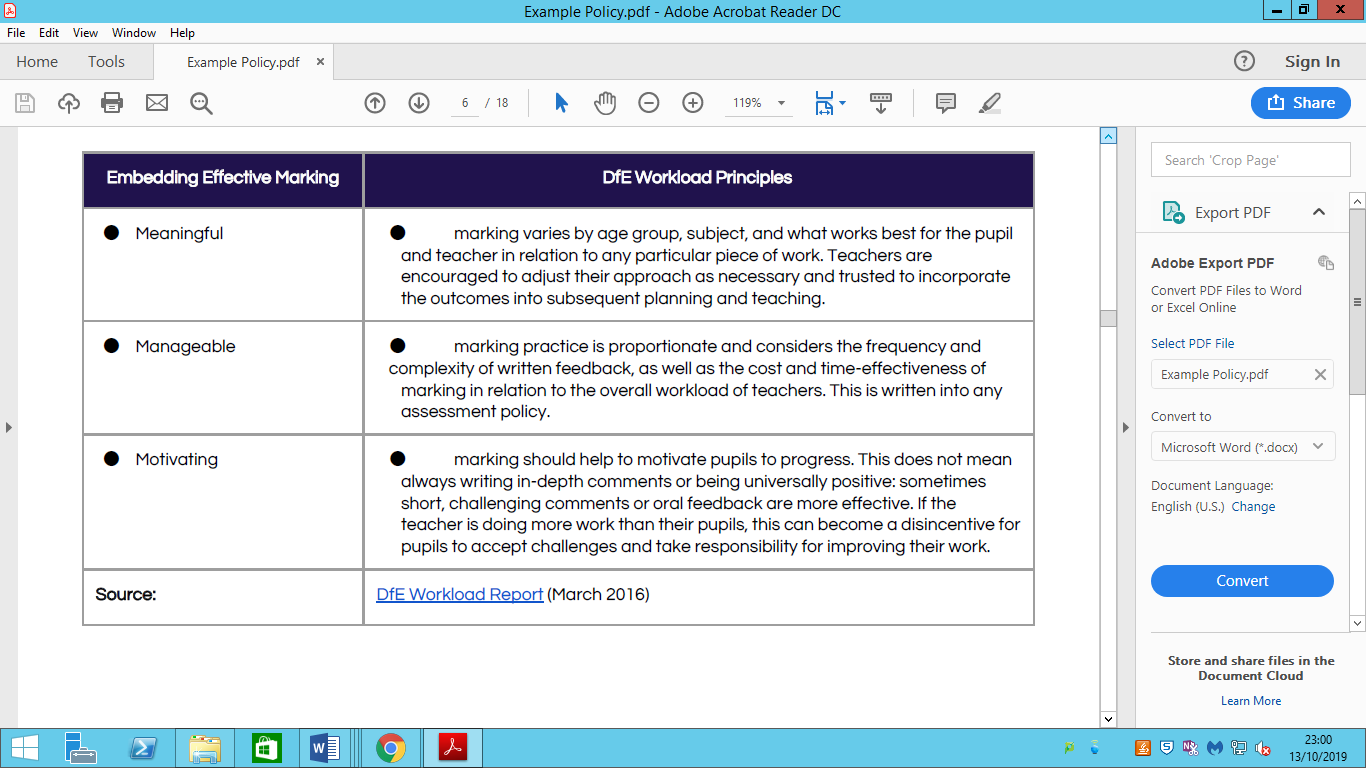 Example Policy.pdf - Adobe Acrobat Reader DC
File Edit View Window Help
Home Tools Example Policy.pdf × ? Sign In
6 / 18 119% Share
Embedding Effective Marking DfE Workload Principles
● Meaningful ● marking varies by age group, subject, and what works best for the pupil
and teacher in relation to any particular piece of work. Teachers are
encouraged to adjust their approach as necessary and trusted to incorporate
the outcomes into subsequent planning and teaching.
● Manageable ● marking practice is proportionate and considers the frequency and
complexity of written feedback, as well as the cost and time-effectiveness of
marking in relation to the overall workload of teachers. This is written into any
assessment policy.
● Motivating ● marking should help to motivate pupils to progress. This does not mean
always writing in-depth comments or being universally positive: sometimes
short, challenging comments or oral feedback are more effective. If the
teacher is doing more work than their pupils, this can become a disincentive for
pupils to accept challenges and take responsibility for improving their work.
Source: DfE Workload Report (March 2016)
Search 'Crop Page'
Export PDF
Adobe Export PDF
Convert PDF Files to Word
or Excel Online
Select PDF File
Example Policy.pdf
Convert to
Microsoft Word (*.docx)
Document Language:
English (U.S.) Change
Convert
Store and share files in the
Document Cloud
Learn More
23:00
13/10/2019